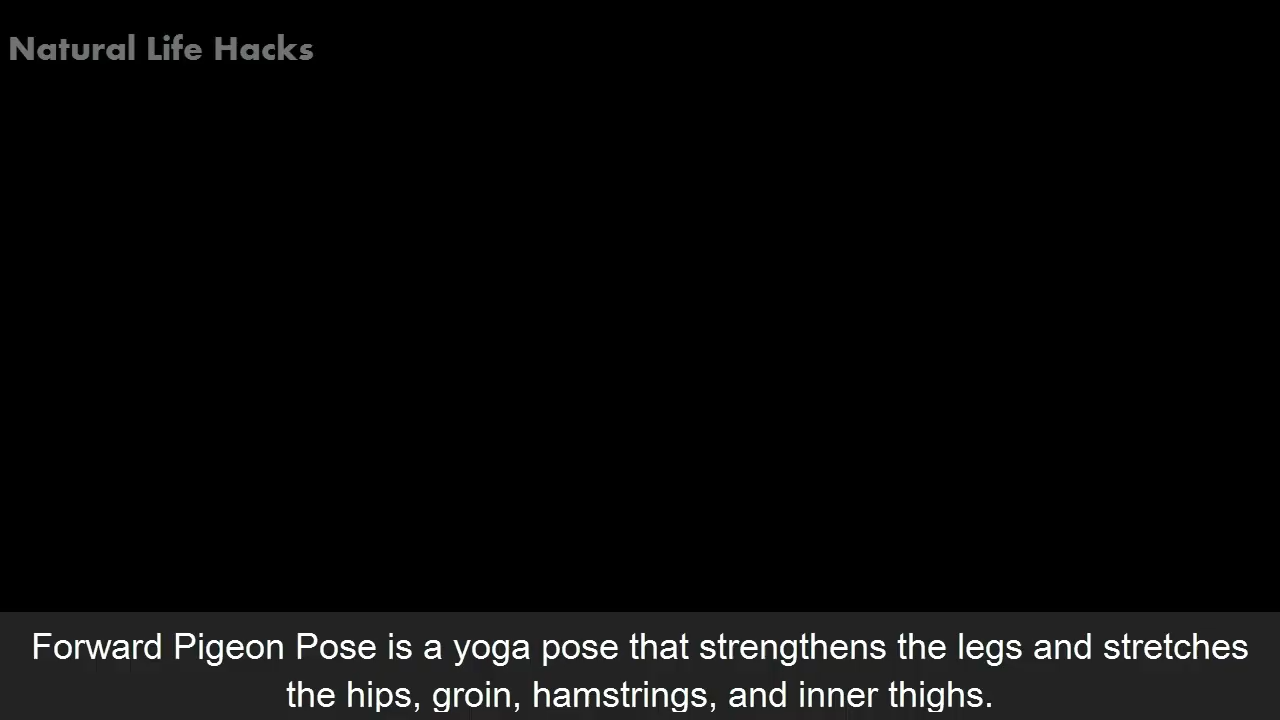 Natural Life Hacks
Forward Pigeon Pose is a yoga pose that strengthens the legs and stretches
the hips, groin, hamstrings, and inner thighs.